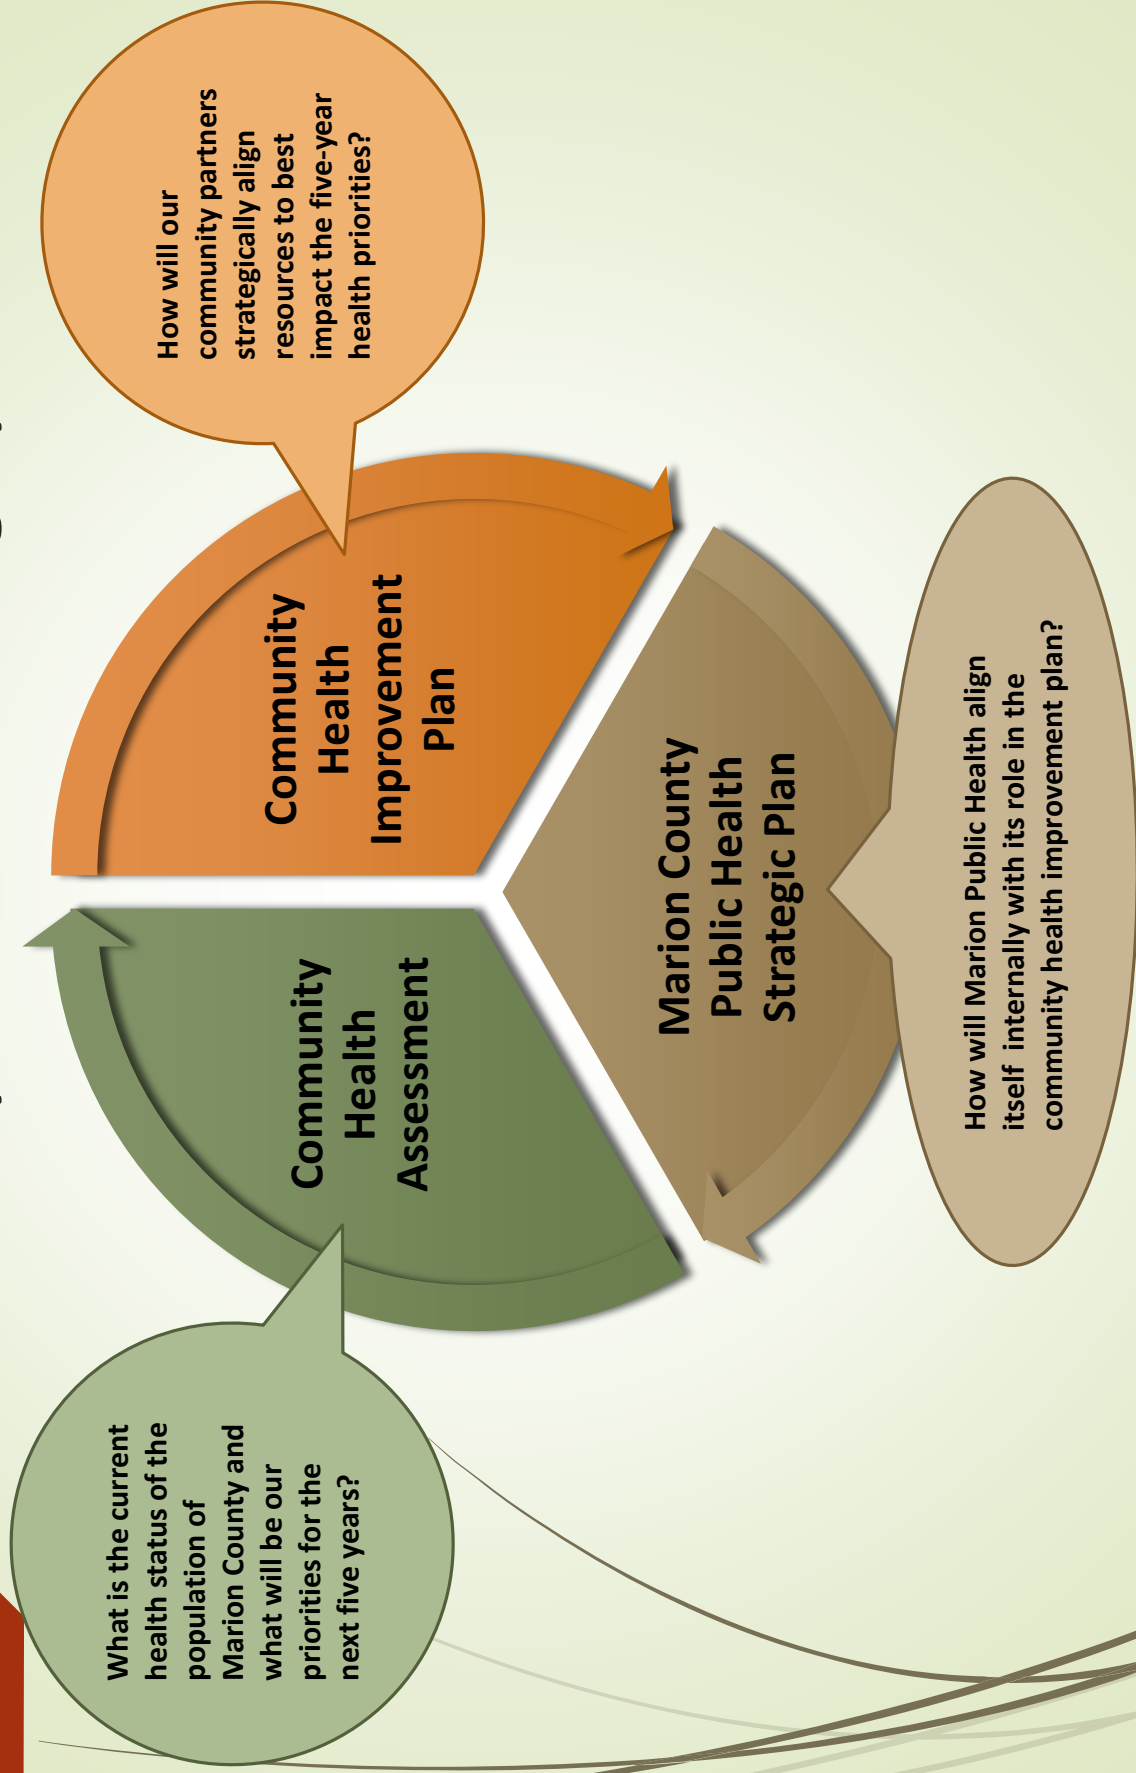 What is the current
health status of the
population of
Marion County and
what will be our
priorities for the
next five years?
Community
Health
Assessment
Community
Health
Improvement
Plan
How will our
community partners
strategically align
resources to best
impact the five-year
health priorities?
Marion County
Public Health
Strategic Plan
How will Marion Public Health align
itself internally with its role in the
community health improvement plan?